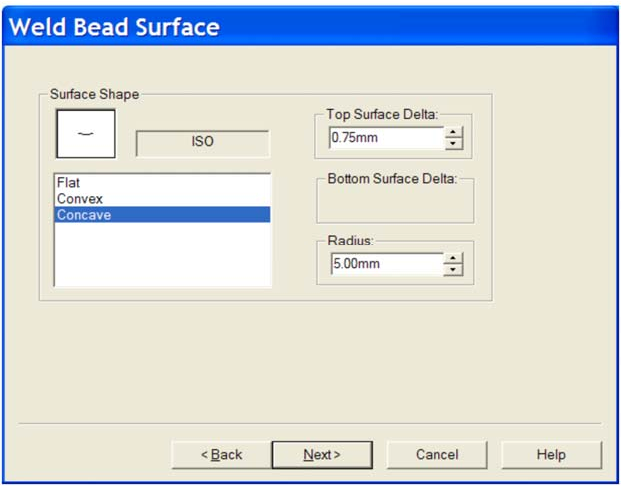 Weld Bead Surface
Surface Shape
ISO
Flat
Convex
Concave
Top Surface Delta:
0.75mm
Bottom Surface Delta:
Radius:
5.00mm
< Back
Next >
Cancel
Help